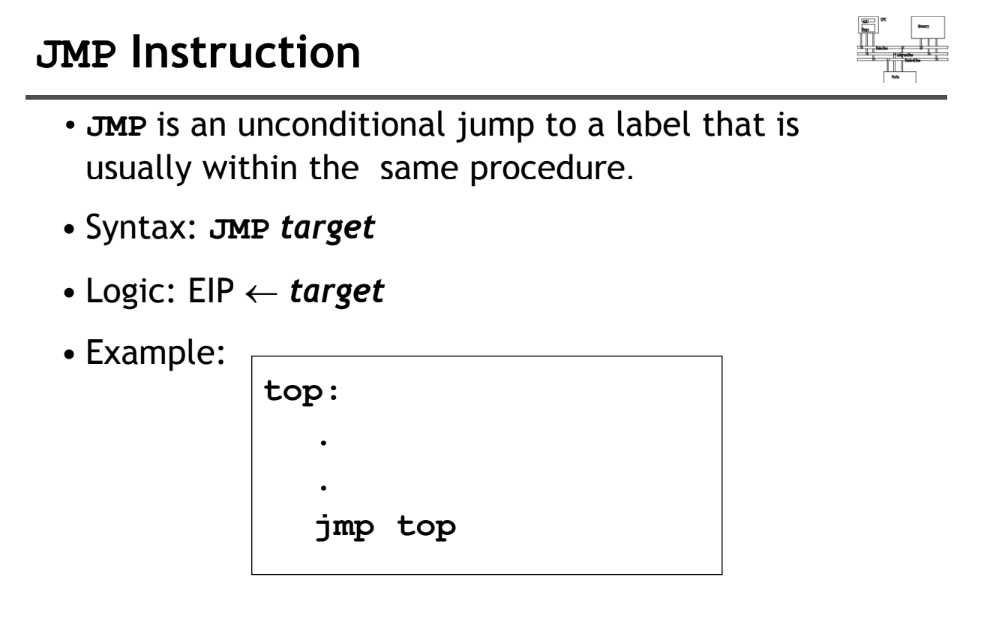 JMP Instruction
• JMP is an unconditional jump to a label that is
usually within the same procedure.
• Syntax: JMP target
• Logic: EIP ← target
• Example:
top:
.
.
jmp top